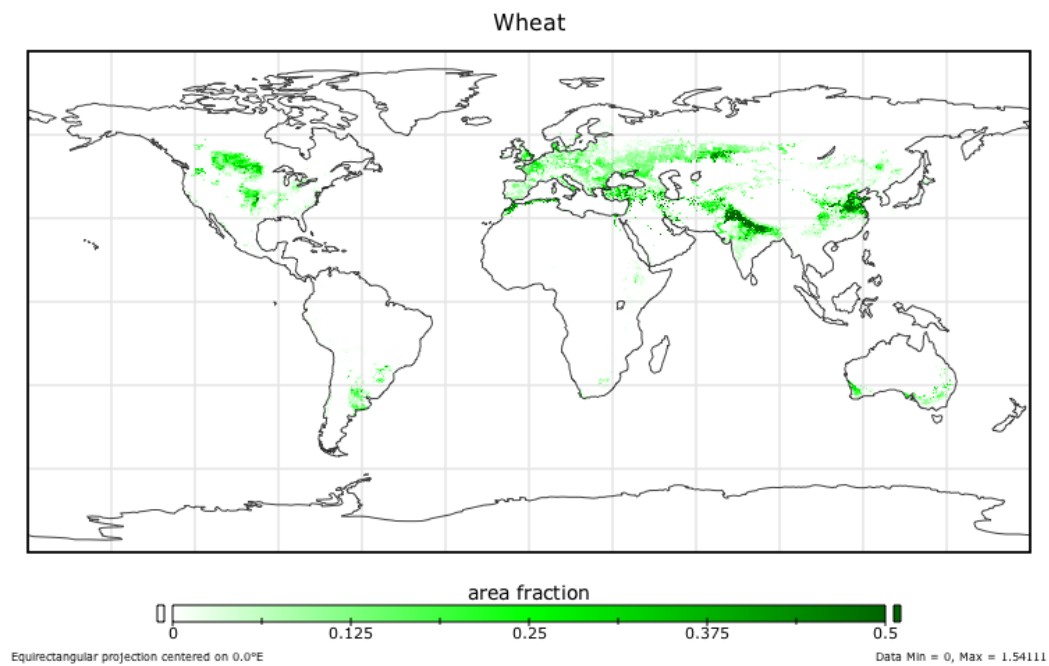 Wheat
area fraction
0 0.125 0.25 0.375 0.5
Equirectangular projection centered on 0.0°E Data Min = 0, Max = 1.54111